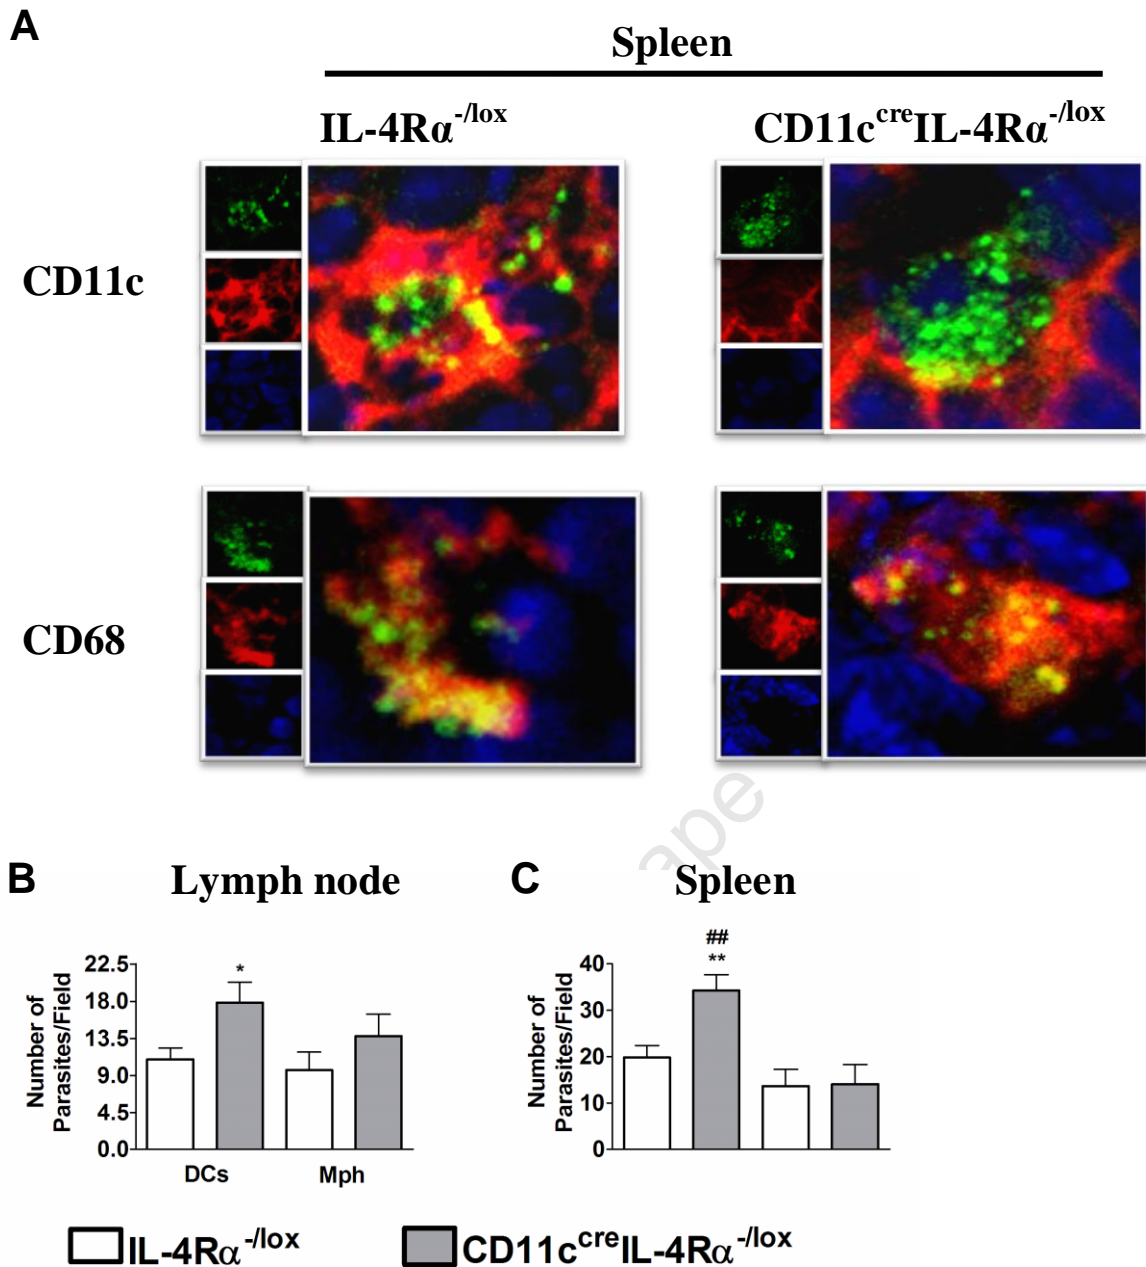 A
Spleen
IL-4Rα-/lox
CD11ccreIL-4Rα-/lox
CD11c
CD68
ape
B
Lymph node
Number of
Parasites/Field
22.5
18.0
13.5
9.0
4.5
0.0
*
DCs
Mph
C
Spleen
Number of
Parasites/Field
40
30
20
10
0
##
**
IL-4Rα-/lox
CD11ccreIL-4Rα-/lox